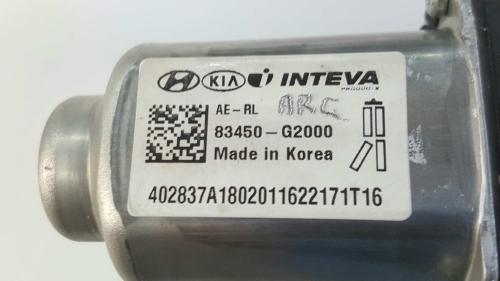 KIA INTEVA
PRODUCTS
AE-RL ARC
83450-G2000
Made in Korea
402837A1802011622171T16